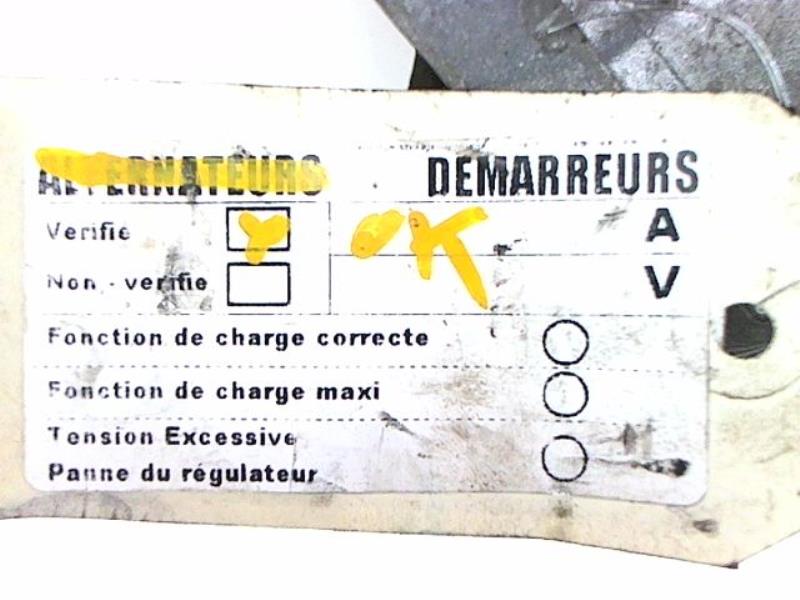 ALTERNATEURS DEMARREURS
Verifie OK A
Non - verifie V
Fonction de charge correcte
Fonction de charge maxi
Tension Excessive
Panne du régulateur